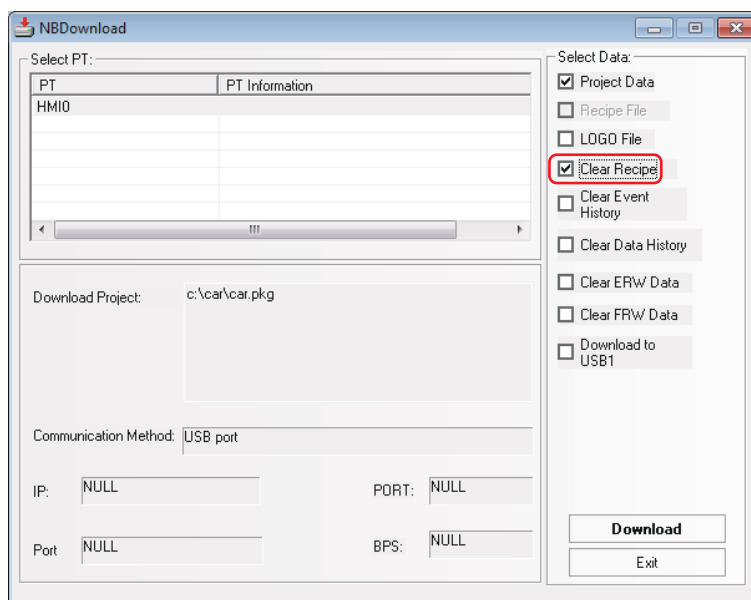 NBDownload
Select PT:
PT PT Information
HMI0
Download Project: c:\car\car.pkg
Communication Method: USB port
IP: NULL PORT: NULL
Port NULL BPS: NULL
Select Data:
Project Data
Recipe File
LOGO File
Clear Recipe
Clear Event
History
Clear Data History
Clear ERW Data
Clear FRW Data
Download to
USB1
Download
Exit